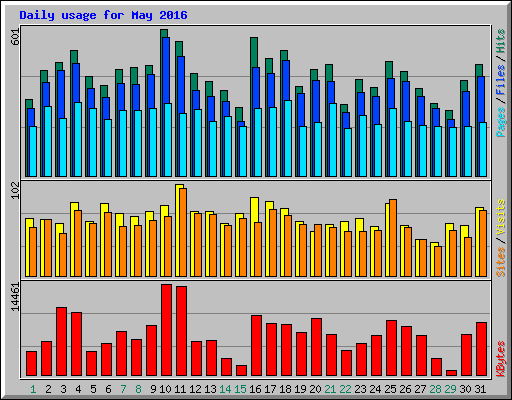 Daily usage for May 2016
601
Pages / Files / Hits
102
Sites / Visits
14461
KBytes
1 2 3 4 5 6 7 8 9 10 11 12 13 14 15 16 17 18 19 20 21 22 23 24 25 26 27 28 29 30 31